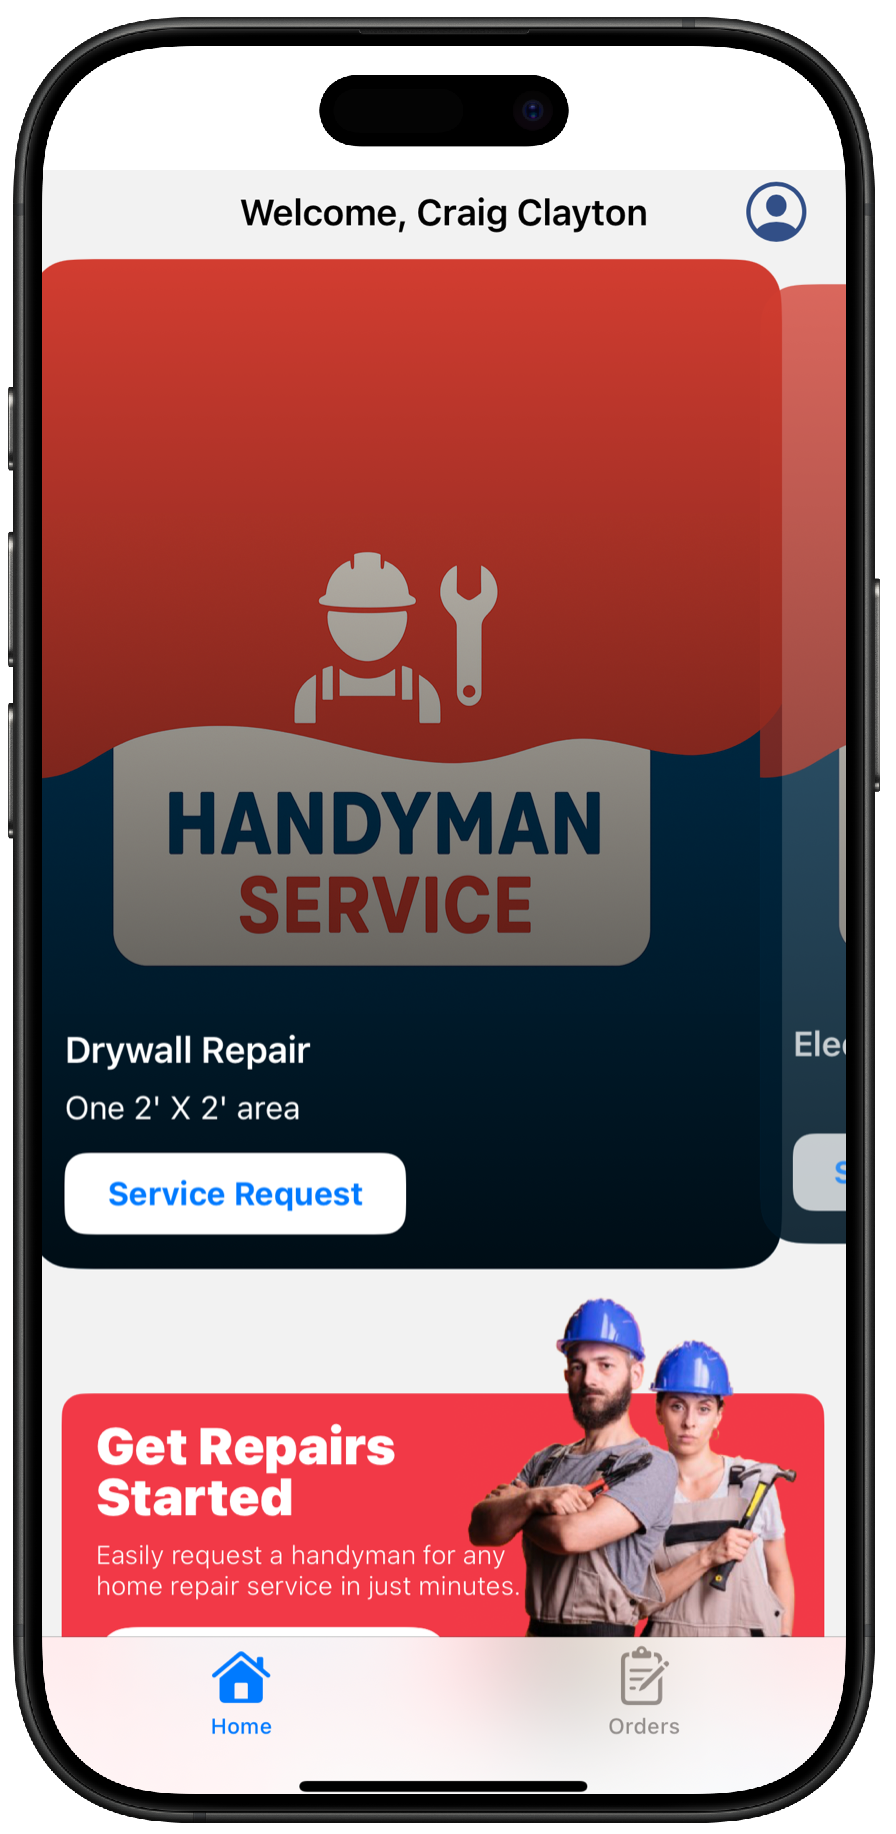 Welcome, Craig Clayton
HANDYMAN
SERVICE
Drywall Repair
One 2' X 2' area
Service Request
Get Repairs
Started
Easily request a handyman for any
home repair service in just minutes.
Home
Orders